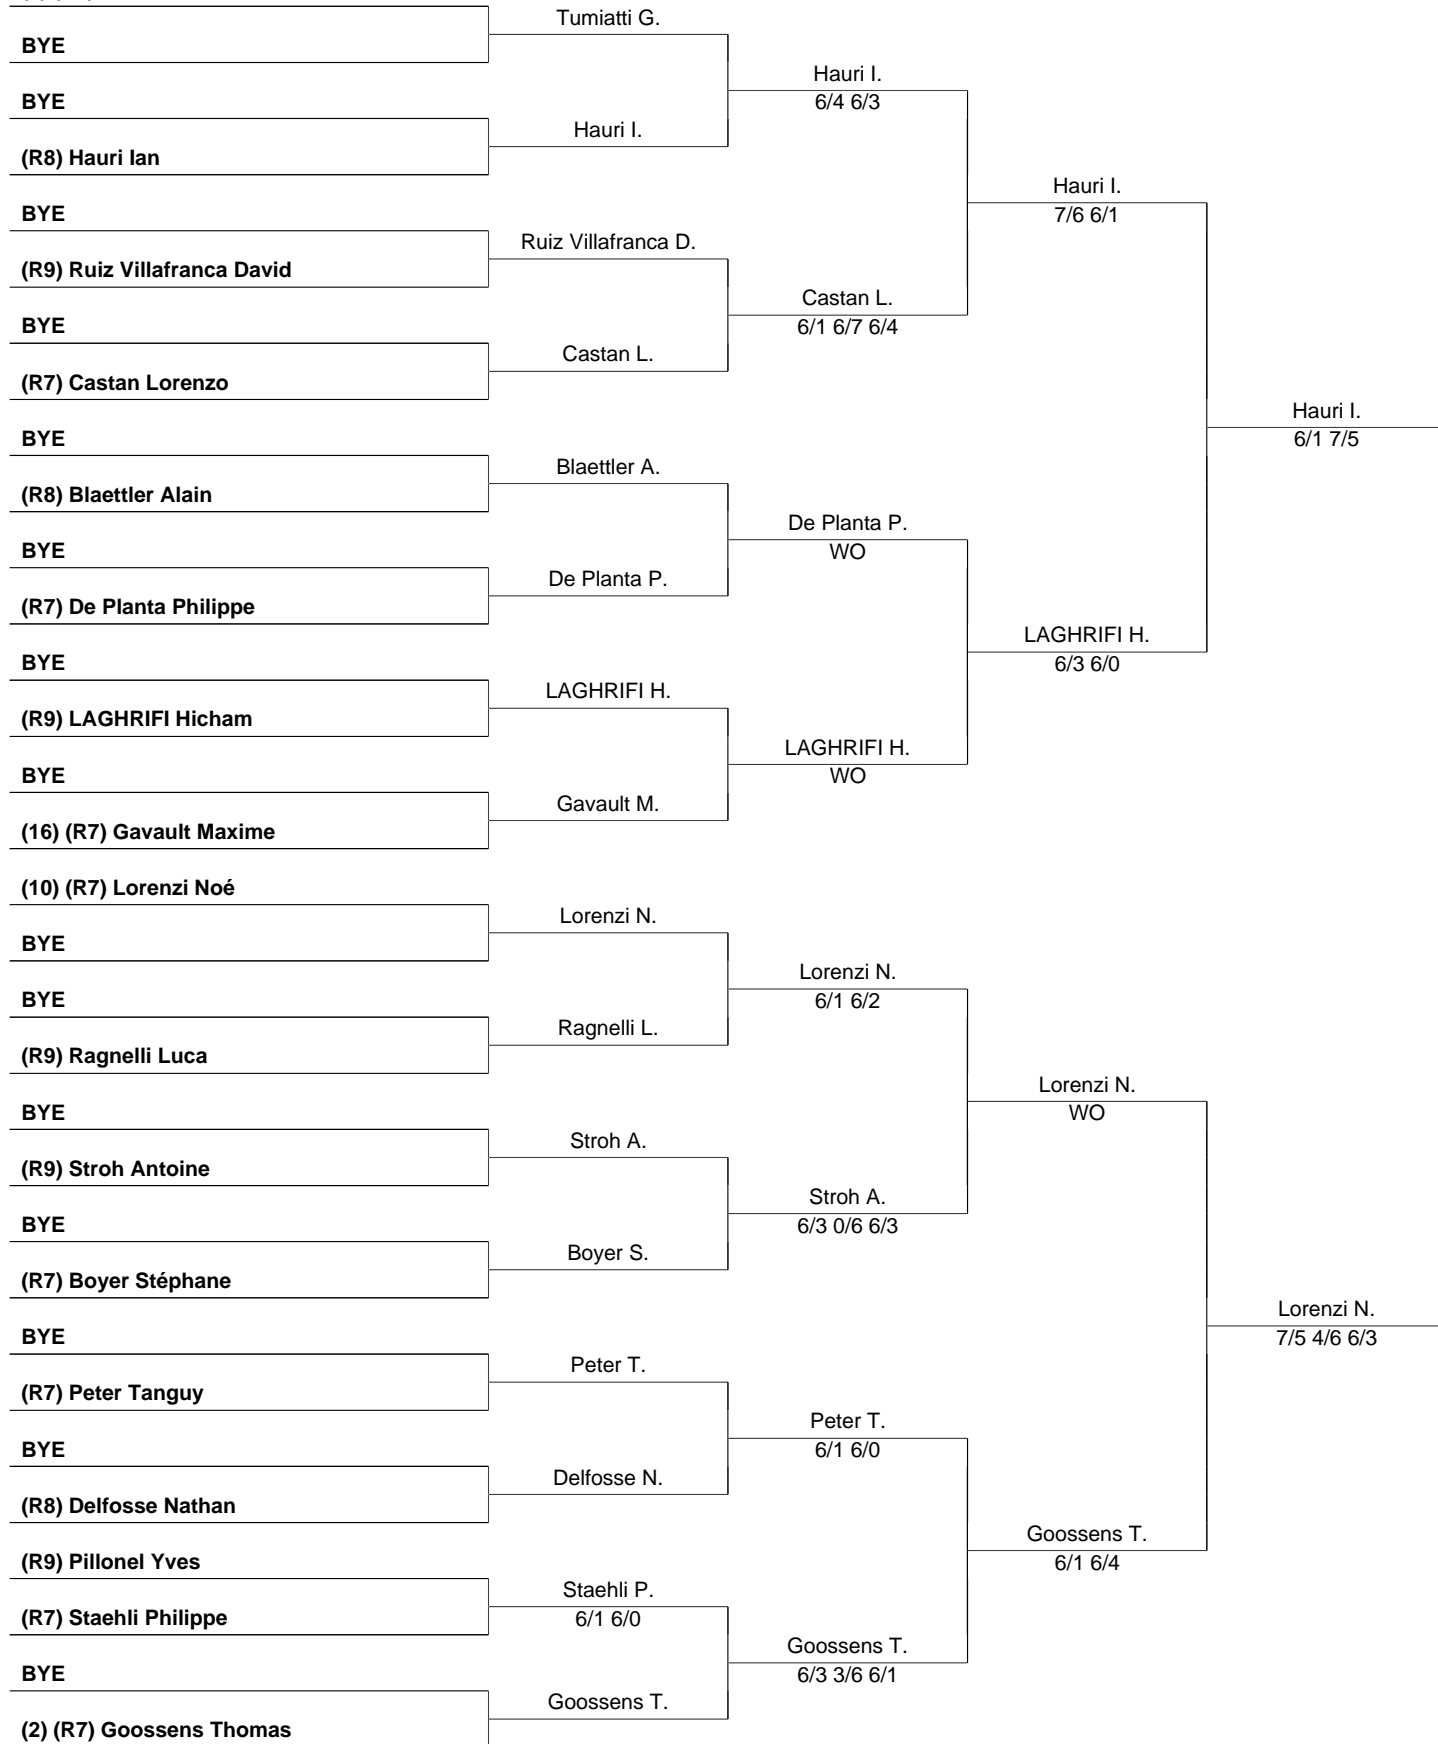 BYE
BYE
(R8) Hauri Ian
BYE
(R9) Ruiz Villafranca David
BYE
(R7) Castan Lorenzo
BYE
(R8) Blaettler Alain
BYE
(R7) De Planta Philippe
BYE
(R9) LAGHRIFI Hicham
BYE
(16) (R7) Gavault Maxime
(10) (R7) Lorenzi Noé
BYE
BYE
(R9) Ragnelli Luca
BYE
(R9) Stroh Antoine
BYE
(R7) Boyer Stéphane
BYE
(R7) Peter Tanguy
BYE
(R8) Delfosse Nathan
(R9) Pillonel Yves
(R7) Staehli Philippe
BYE
(2) (R7) Goossens Thomas
Tumiatti G.
Hauri I.
Ruiz Villafranca D.
Castan L.
Blaettler A.
De Planta P.
LAGHRIFI H.
Gavault M.
Lorenzi N.
Ragnelli L.
Stroh A.
Boyer S.
Peter T.
Delfosse N.
Staehli P.
6/1 6/0
Goossens T.
Hauri I.
6/4 6/3
Castan L.
6/1 6/7 6/4
De Planta P.
WO
LAGHRIFI H.
WO
Lorenzi N.
6/1 6/2
Stroh A.
6/3 0/6 6/3
Peter T.
6/1 6/0
Goossens T.
6/3 3/6 6/1
Hauri I.
7/6 6/1
LAGHRIFI H.
6/3 6/0
Lorenzi N.
WO
Goossens T.
6/1 6/4
Hauri I.
6/1 7/5
Lorenzi N.
7/5 4/6 6/3